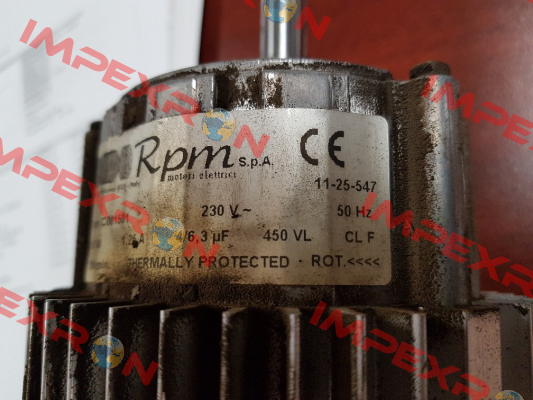 Rpm S.p.A. CE
motori elettrici
11-25-547
230 V~ 50 Hz
A /6,3 µF 450 VL CL F
THERMALLY PROTECTED - ROT.<<<<
IMPEXRON
IMPEXRON
IMPEXRON
IMPEXRON
IMPEXRON